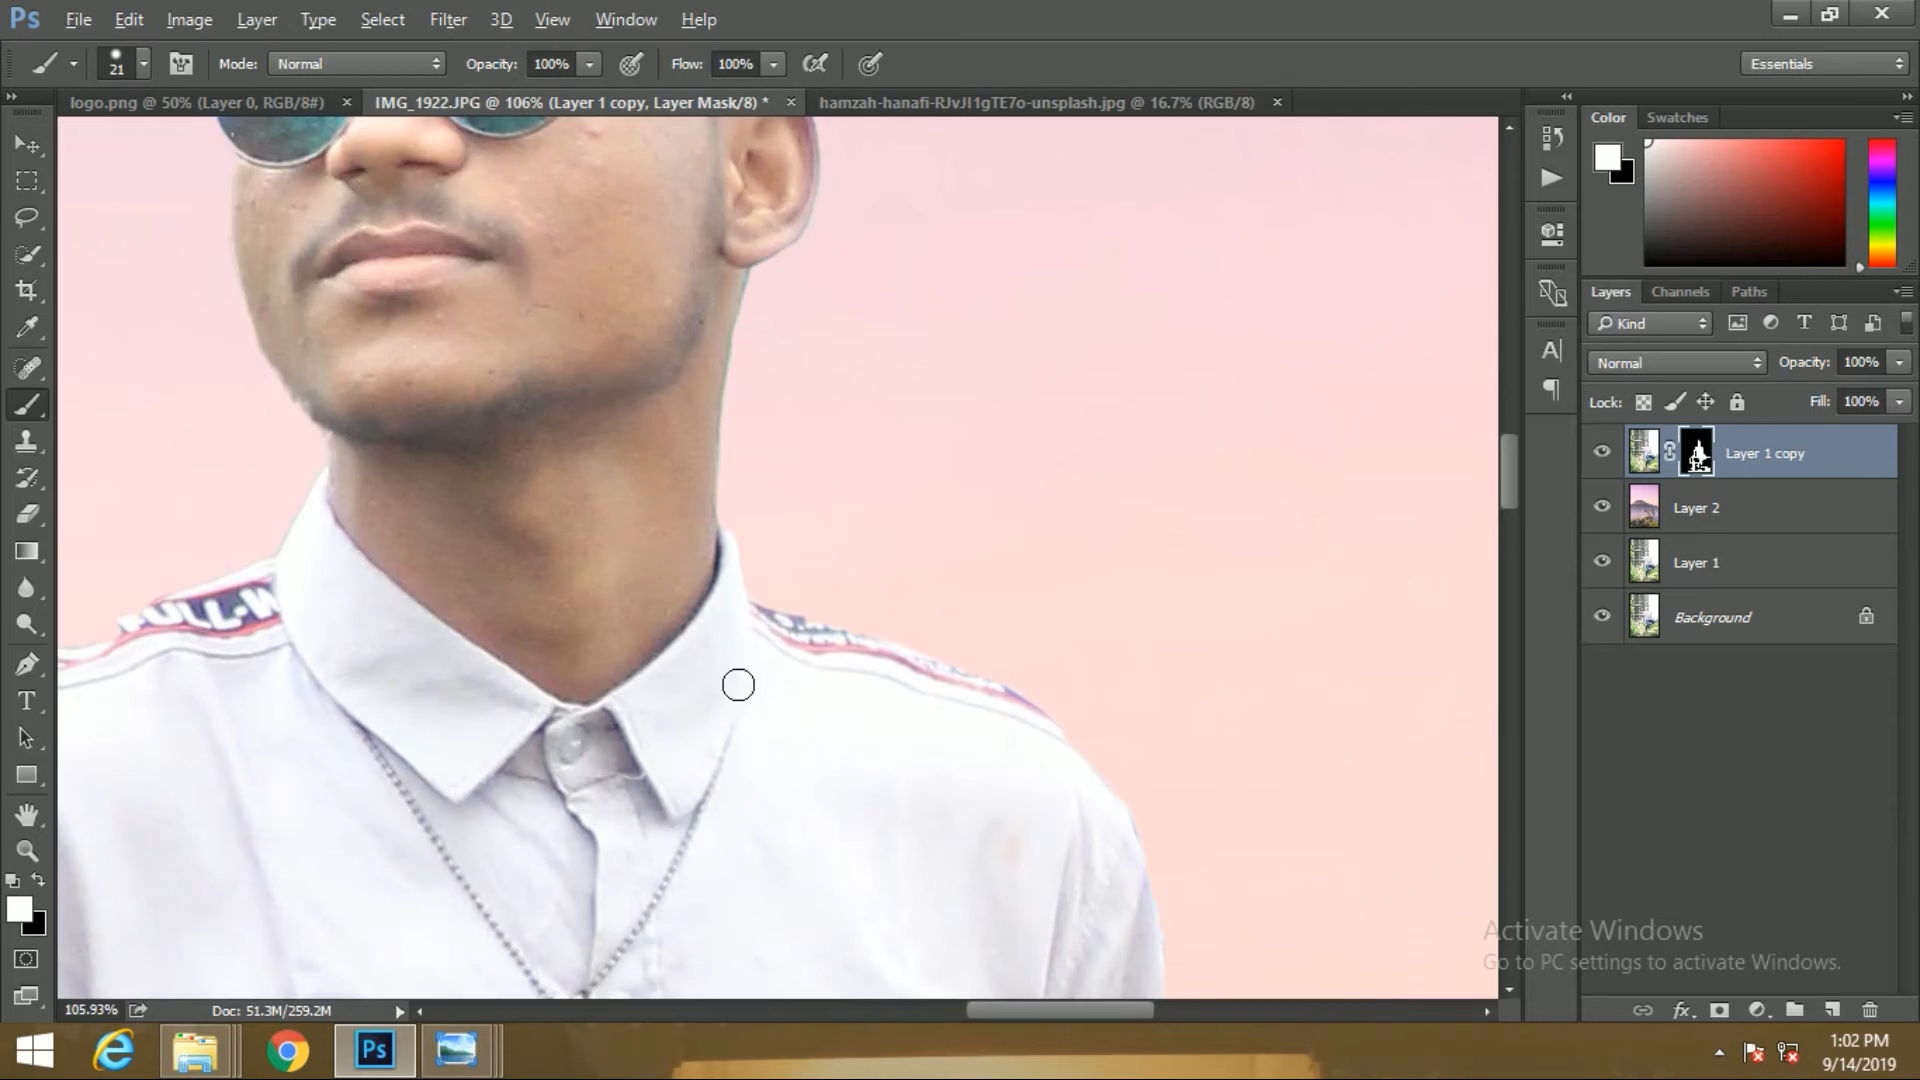 Ps File Edit Image Layer Type Select Filter 3D View Window Help
21 Mode: Normal Opacity: 100% Flow: 100% Essentials
logo.png @ 50% (Layer 0, RGB/8#) × IMG_1922.JPG @ 106% (Layer 1 copy, Layer Mask/8) * × hamzah-hanafi-RJvJI1gTE7o-unsplash.jpg @ 16.7% (RGB/8) ×
Color Swatches
Layers Channels Paths
Kind
Normal Opacity: 100%
Lock: Fill: 100%
Layer 1 copy
Layer 2
Layer 1
Background
FULL-W
Activate Windows
Go to PC settings to activate Windows.
105.93% Doc: 51.3M/259.2M
Ps
1:02 PM
9/14/2019